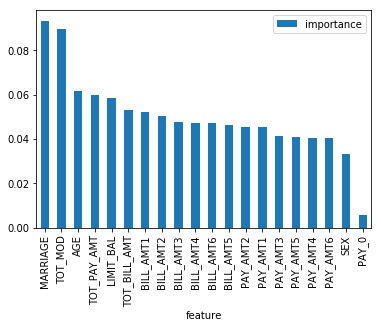 importance
0.08
0.06
0.04
0.02
0.00
MARRIAGE
TOT_MOD
AGE
TOT_PAY_AMT
LIMIT_BAL
TOT_BILL_AMT
BILL_AMT1
BILL_AMT2
BILL_AMT3
BILL_AMT4
BILL_AMT6
BILL_AMT5
PAY_AMT2
PAY_AMT1
PAY_AMT3
PAY_AMT5
PAY_AMT4
PAY_AMT6
SEX
PAY_0
feature